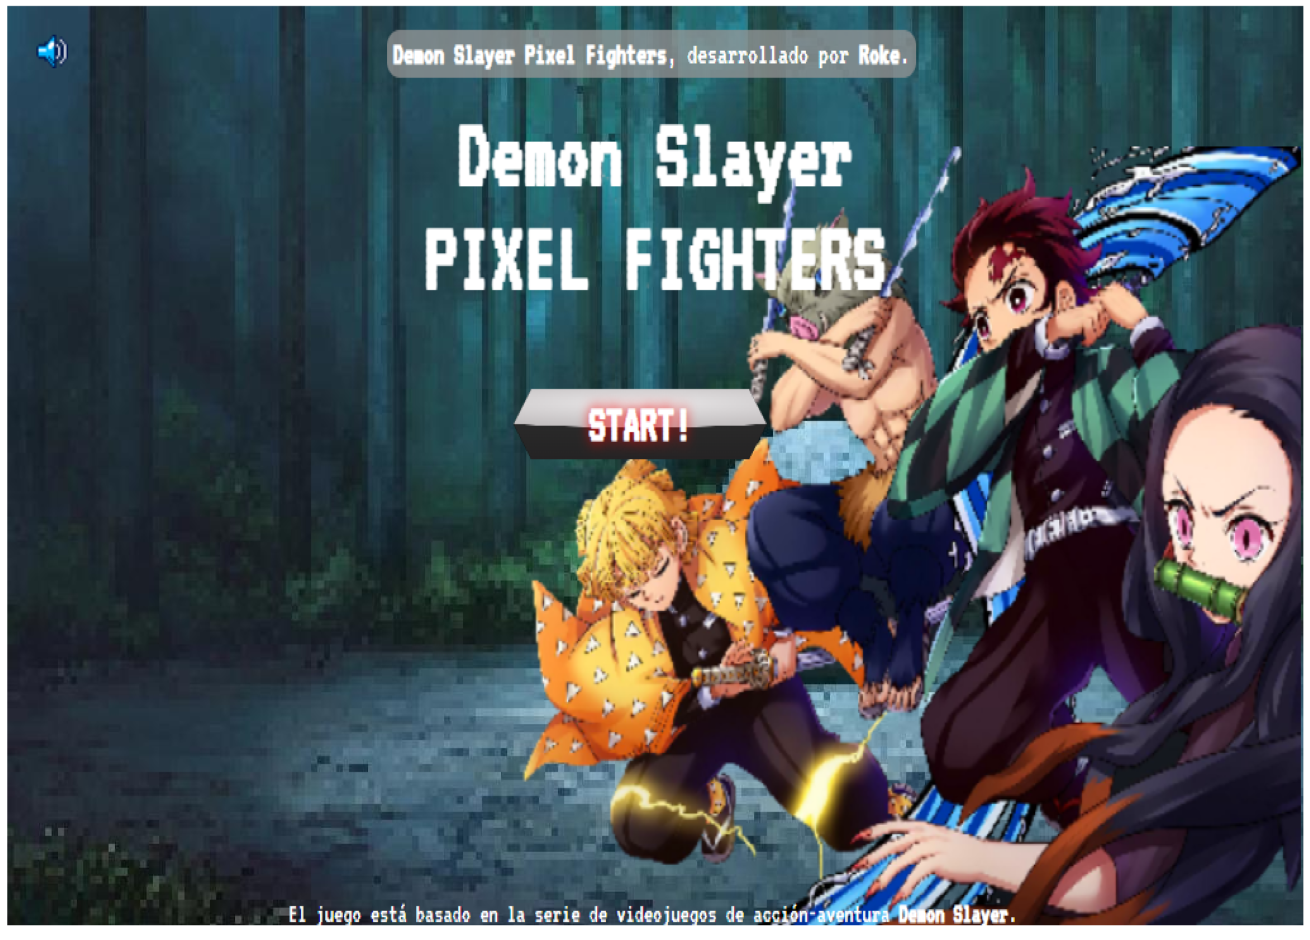 Demon Slayer Pixel Fighters, desarrollado por Roke.
Demon Slayer
PIXEL FIGHTERS
START!
El juego está basado en la serie de videojuegos de acción-aventura Demon Slayer.